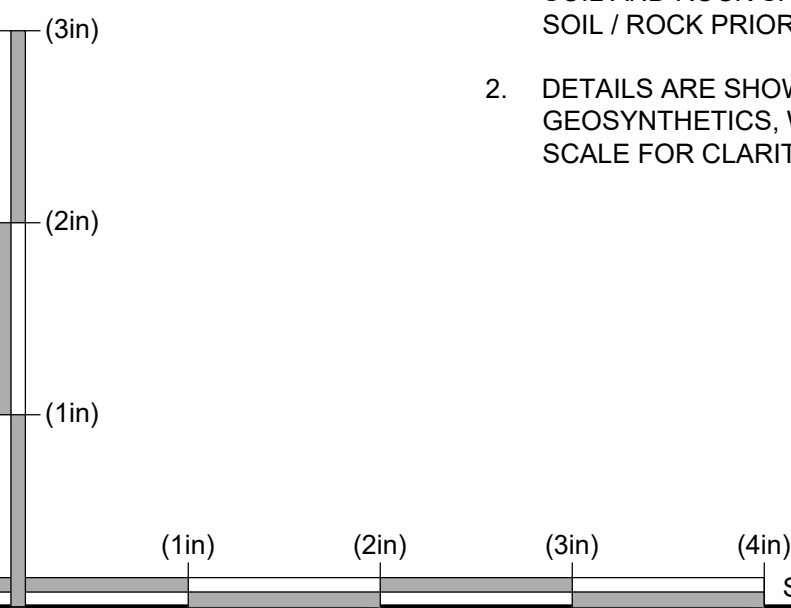 SOIL / ROCK PRIOR
2. DETAILS ARE SHOW
GEOSYNTHETICS,
SCALE FOR CLARIT
(3in)
(2in)
(1in)
(1in) (2in) (3in) (4in)
S